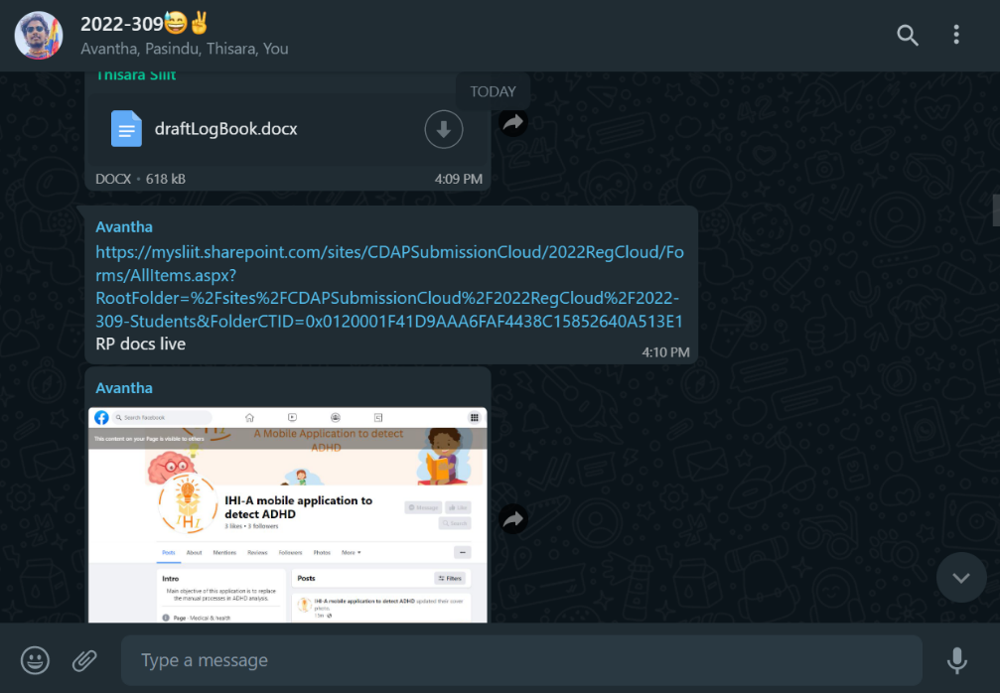 2022-309😅✌
Avantha, Pasindu, Thisara, You
Thisara Sliit
TODAY
draftLogBook.docx
DOCX • 618 kB
4:09 PM
Avantha
https://mysliit.sharepoint.com/sites/CDAPSubmissionCloud/2022RegCloud/Fo
rms/AllItems.aspx?
RootFolder=%2Fsites%2FCDAPSubmissionCloud%2F2022RegCloud%2F2022-
309-Students&FolderCTID=0x0120001F41D9AAA6FAF4438C15852640A513E1
RP docs live
4:10 PM
Avantha
Search Facebook
This content on your Page is visible to others
A Mobile Application to detect
ADHD
IHI
IHI-A mobile application to
detect ADHD
3 likes • 3 followers
Message
Like
Search
Posts About Mentions Reviews Followers Photos More
Intro
Main objective of this application is to replace
the manual processes in ADHD analysis.
Page · Medical & health
Posts
Filters
IHI-A mobile application to detect ADHD updated their cover
photo.
Type a message